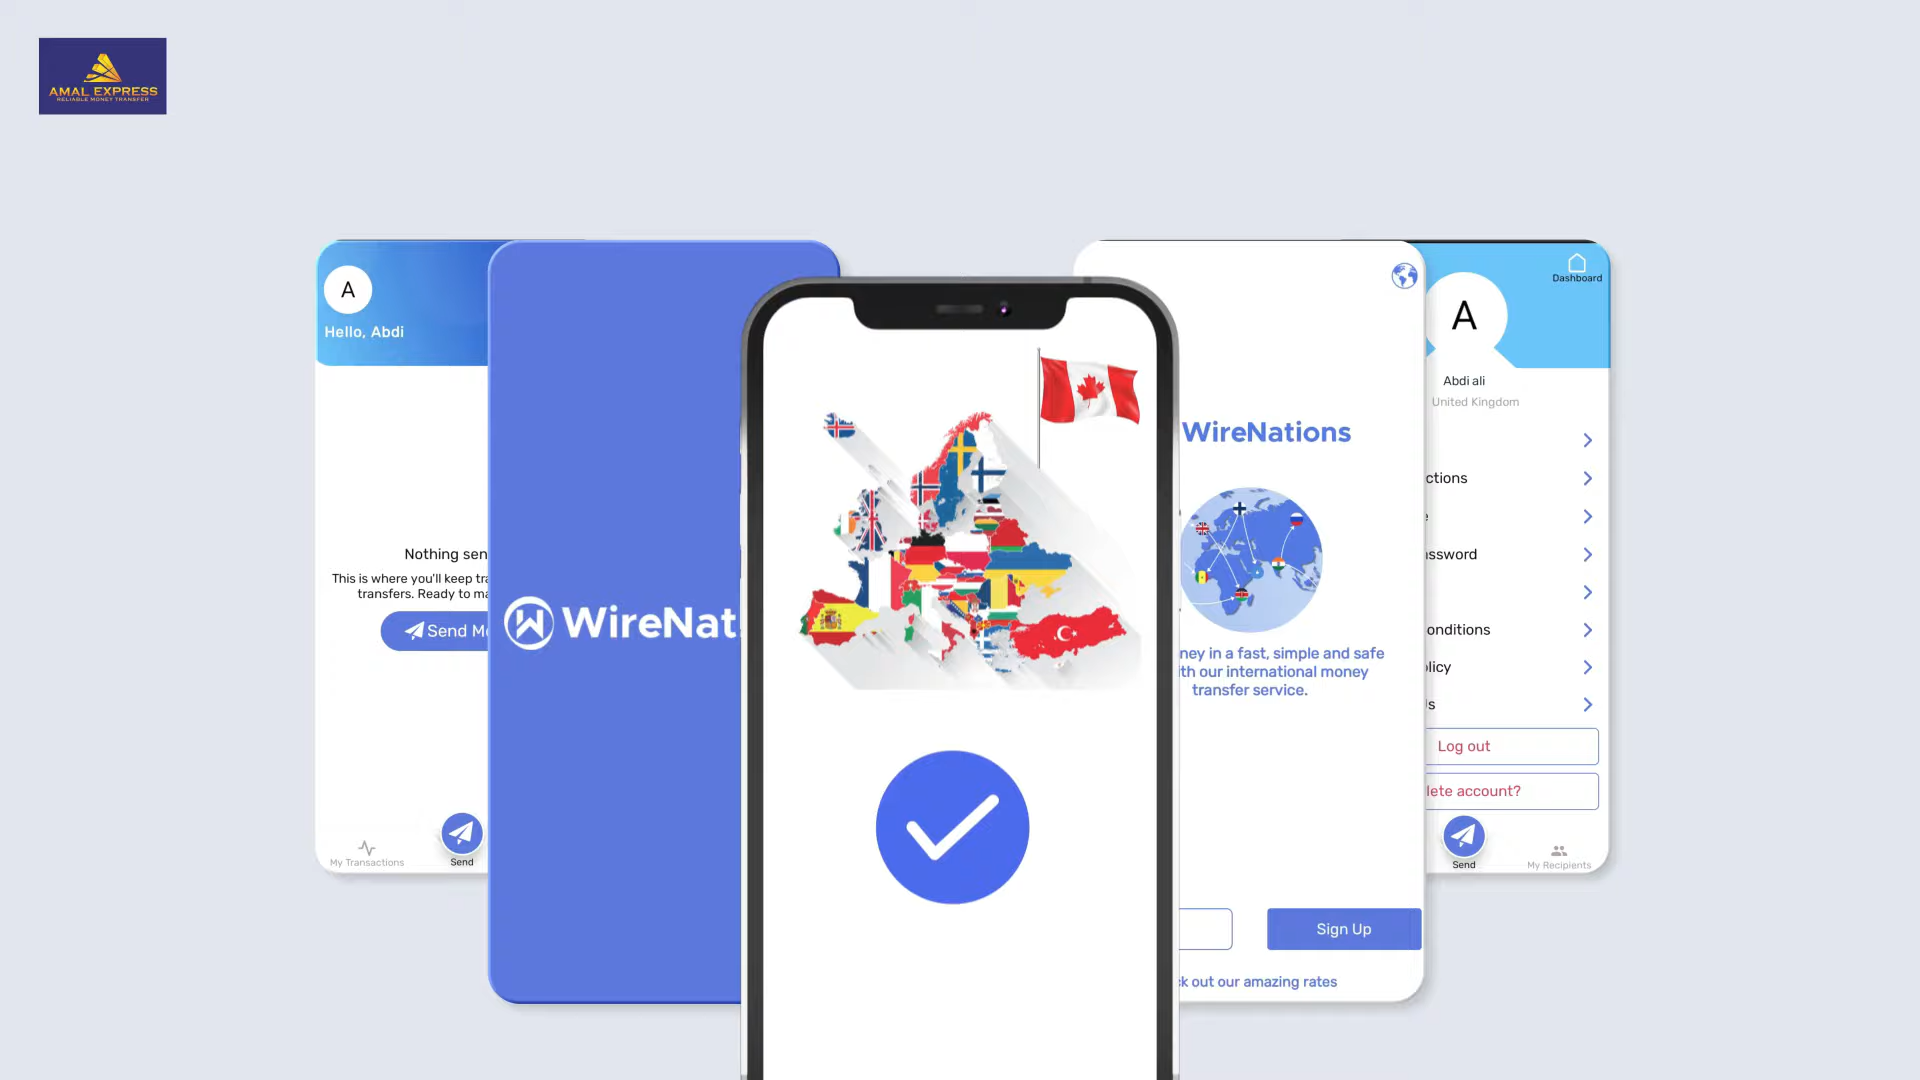 AMAL EXPRESS
RELIABLE MONEY TRANSFER
A
Hello, Abdi
Nothing sen
This is where you'll keep tra
transfers. Ready to ma
Send Mo
My Transactions
Send
WireNat
WireNations
ney in a fast, simple and safe
th our international money
transfer service.
Sign Up
ck out our amazing rates
Dashboard
A
Abdi ali
United Kingdom
ctions
e
ssword
onditions
licy
Js
Log out
lete account?
Send
My Recipients